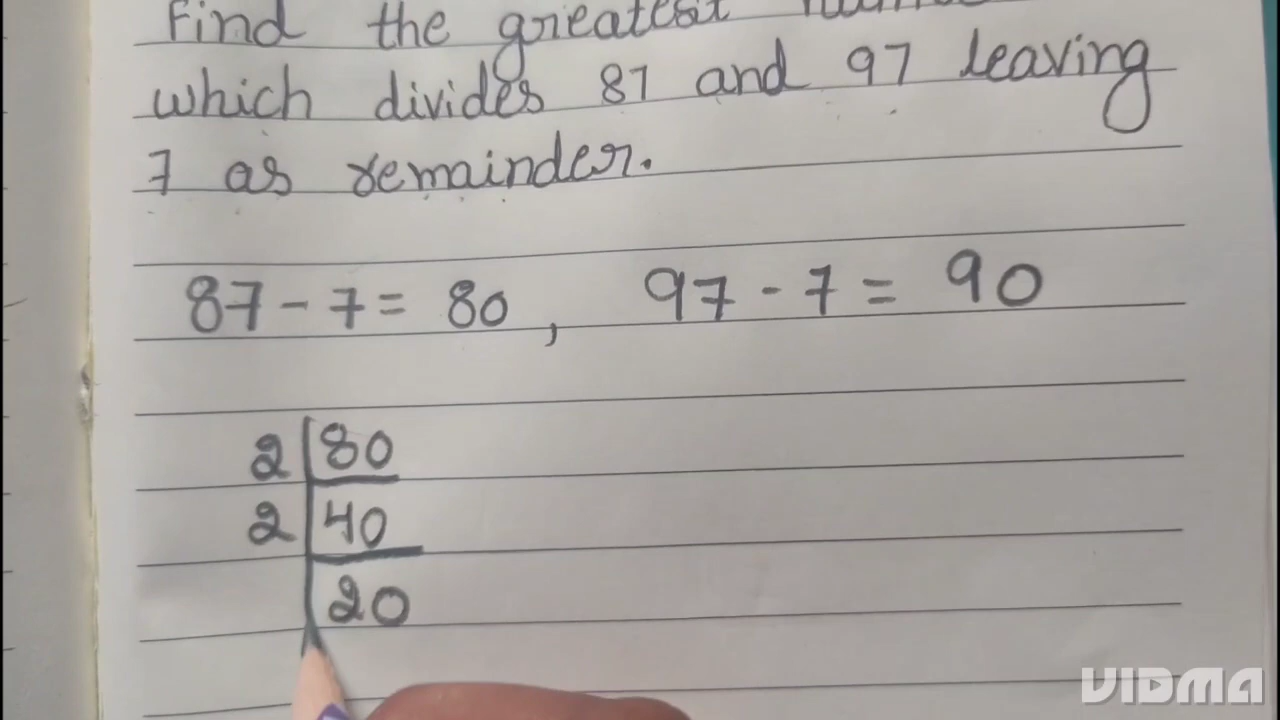 Find the greatest
which divides 87 and 97 leaving
7 as remainder.
87 - 7 = 80 , 97 - 7 = 90
2 80
2 40
20
VIDMA